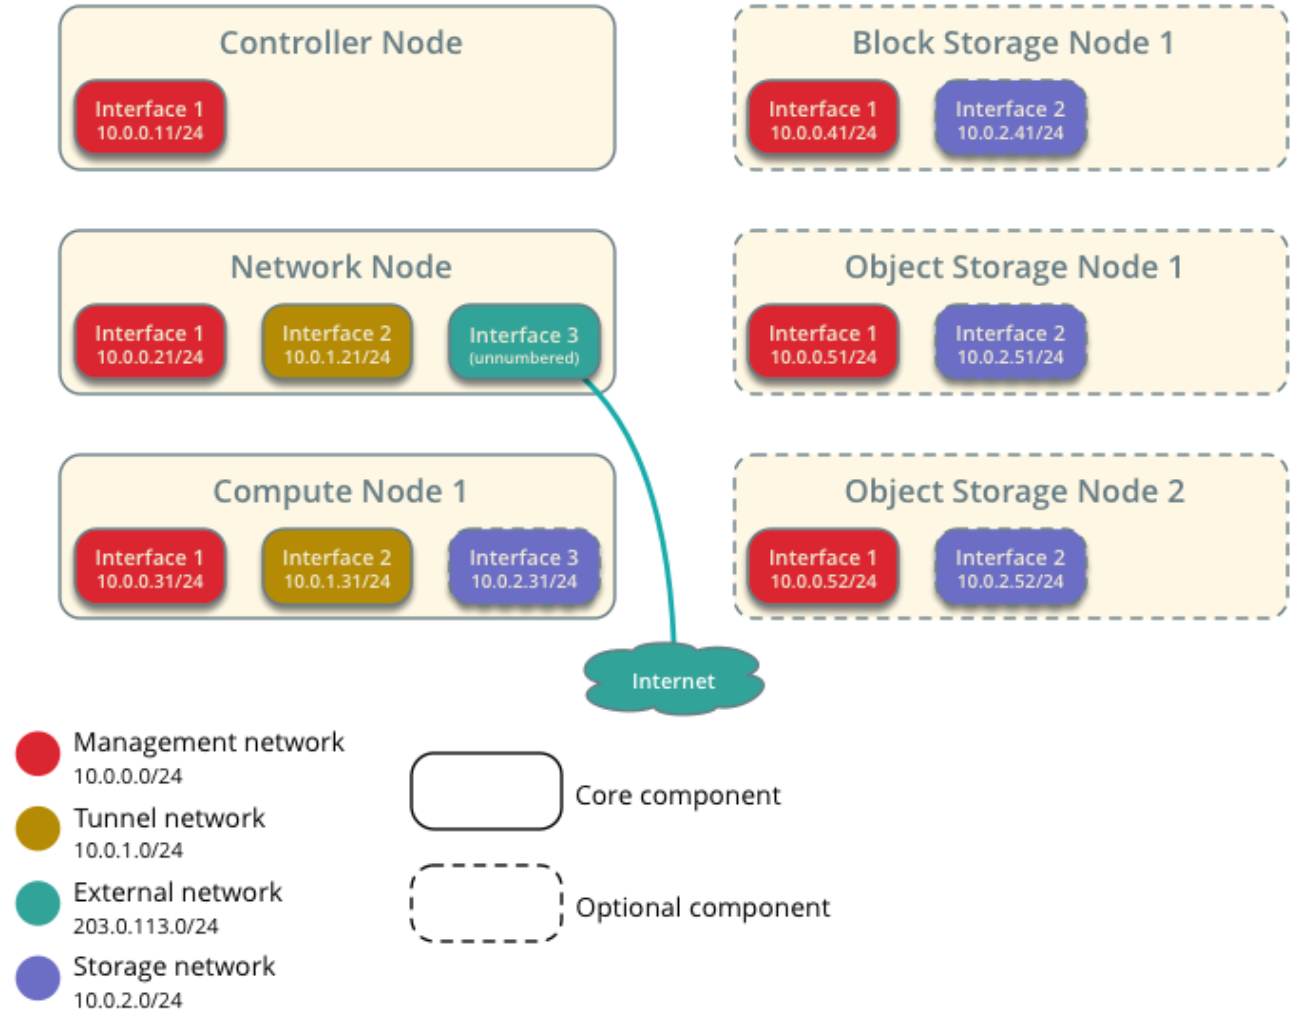 Controller Node
Interface 1
10.0.0.11/24
Block Storage Node 1
Interface 1
10.0.0.41/24
Interface 2
10.0.2.41/24
Network Node
Interface 1
10.0.0.21/24
Interface 2
10.0.1.21/24
Interface 3
(unnumbered)
Object Storage Node 1
Interface 1
10.0.0.51/24
Interface 2
10.0.2.51/24
Compute Node 1
Interface 1
10.0.0.31/24
Interface 2
10.0.1.31/24
Interface 3
10.0.2.31/24
Object Storage Node 2
Interface 1
10.0.0.52/24
Interface 2
10.0.2.52/24
Internet
Management network
10.0.0.0/24
Tunnel network
10.0.1.0/24
External network
203.0.113.0/24
Storage network
10.0.2.0/24
Core component
Optional component